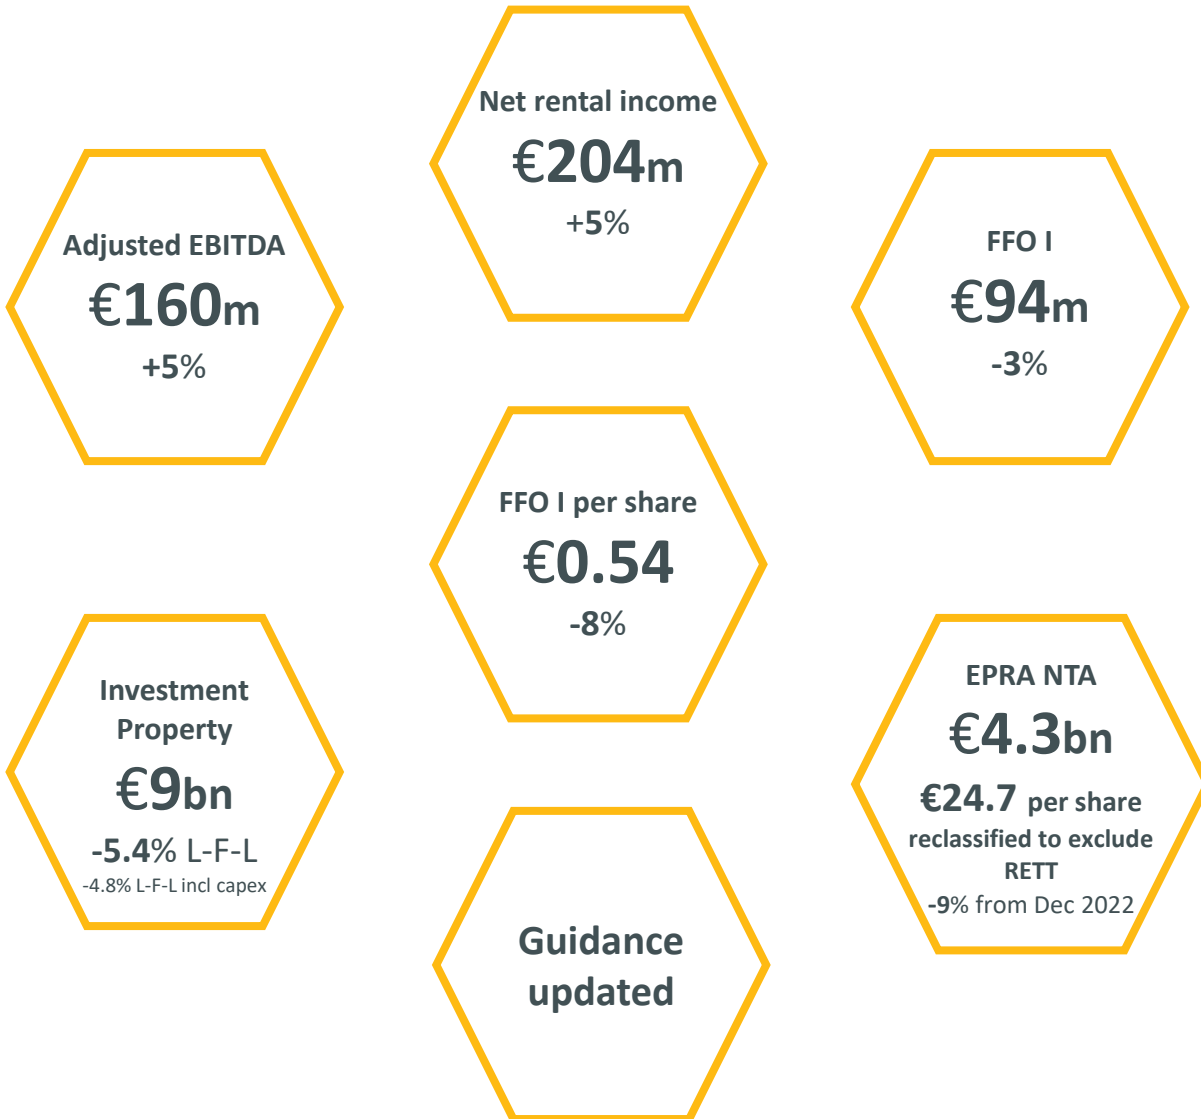 Net rental income
€204m
+5%
Adjusted EBITDA
€160m
+5%
FFO I
€94m
-3%
FFO I per share
€0.54
-8%
Investment
Property
€9bn
-5.4% L-F-L
-4.8% L-F-L incl capex
EPRA NTA
€4.3bn
€24.7 per share
reclassified to exclude
RETT
-9% from Dec 2022
Guidance
updated